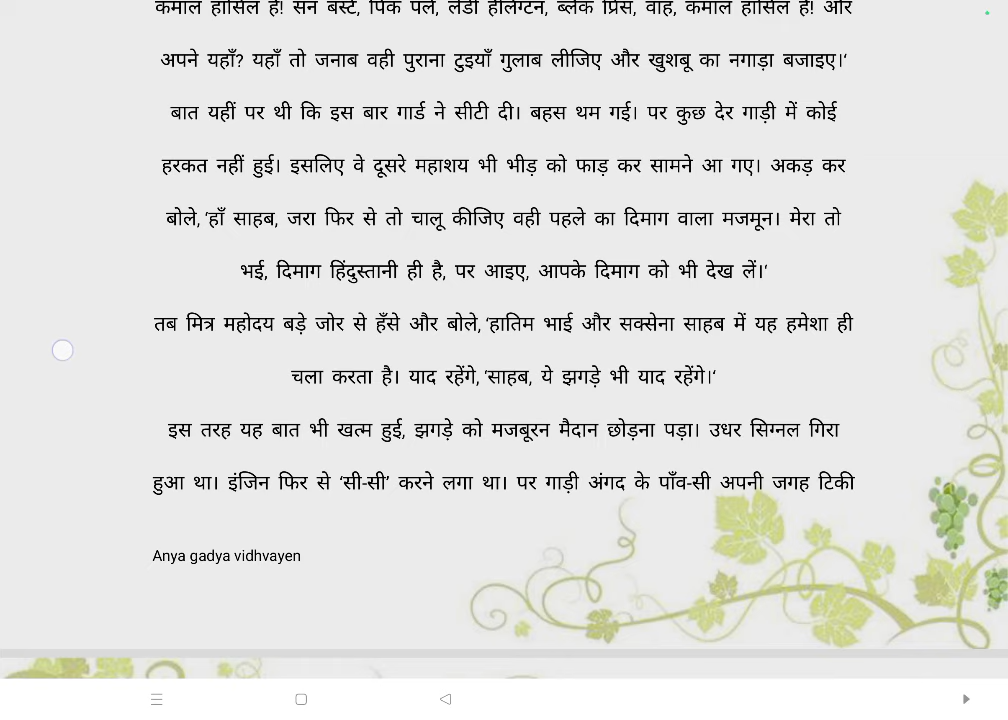 कमाल हासिल है! सन बर्स्ट, पिंक पर्ल, लेडी हैलिंग्टन, ब्लैक प्रिंस, वाह, कमाल हासिल है! और
अपने यहाँ? यहाँ तो जनाब वही पुराना टुइयाँ गुलाब लीजिए और खुशबू का नगाड़ा बजाइए।‘
बात यहीं पर थी कि इस बार गार्ड ने सीटी दी। बहस थम गई। पर कुछ देर गाड़ी में कोई
हरकत नहीं हुई। इसलिए वे दूसरे महाशय भी भीड़ को फाड़ कर सामने आ गए। अकड़ कर
बोले, ‘हाँ साहब, जरा फिर से तो चालू कीजिए वही पहले का दिमाग वाला मजमून। मेरा तो
भई, दिमाग हिंदुस्तानी ही है, पर आइए, आपके दिमाग को भी देख लें।‘
तब मित्र महोदय बड़े जोर से हँसे और बोले, ‘हातिम भाई और सक्सेना साहब में यह हमेशा ही
चला करता है। याद रहेंगे, ‘साहब, ये झगड़े भी याद रहेंगे।‘
इस तरह यह बात भी खत्म हुई, झगड़े को मजबूरन मैदान छोड़ना पड़ा। उधर सिग्नल गिरा
हुआ था। इंजिन फिर से ‘सी-सी’ करने लगा था। पर गाड़ी अंगद के पाँव-सी अपनी जगह टिकी
Anya gadya vidhvayen